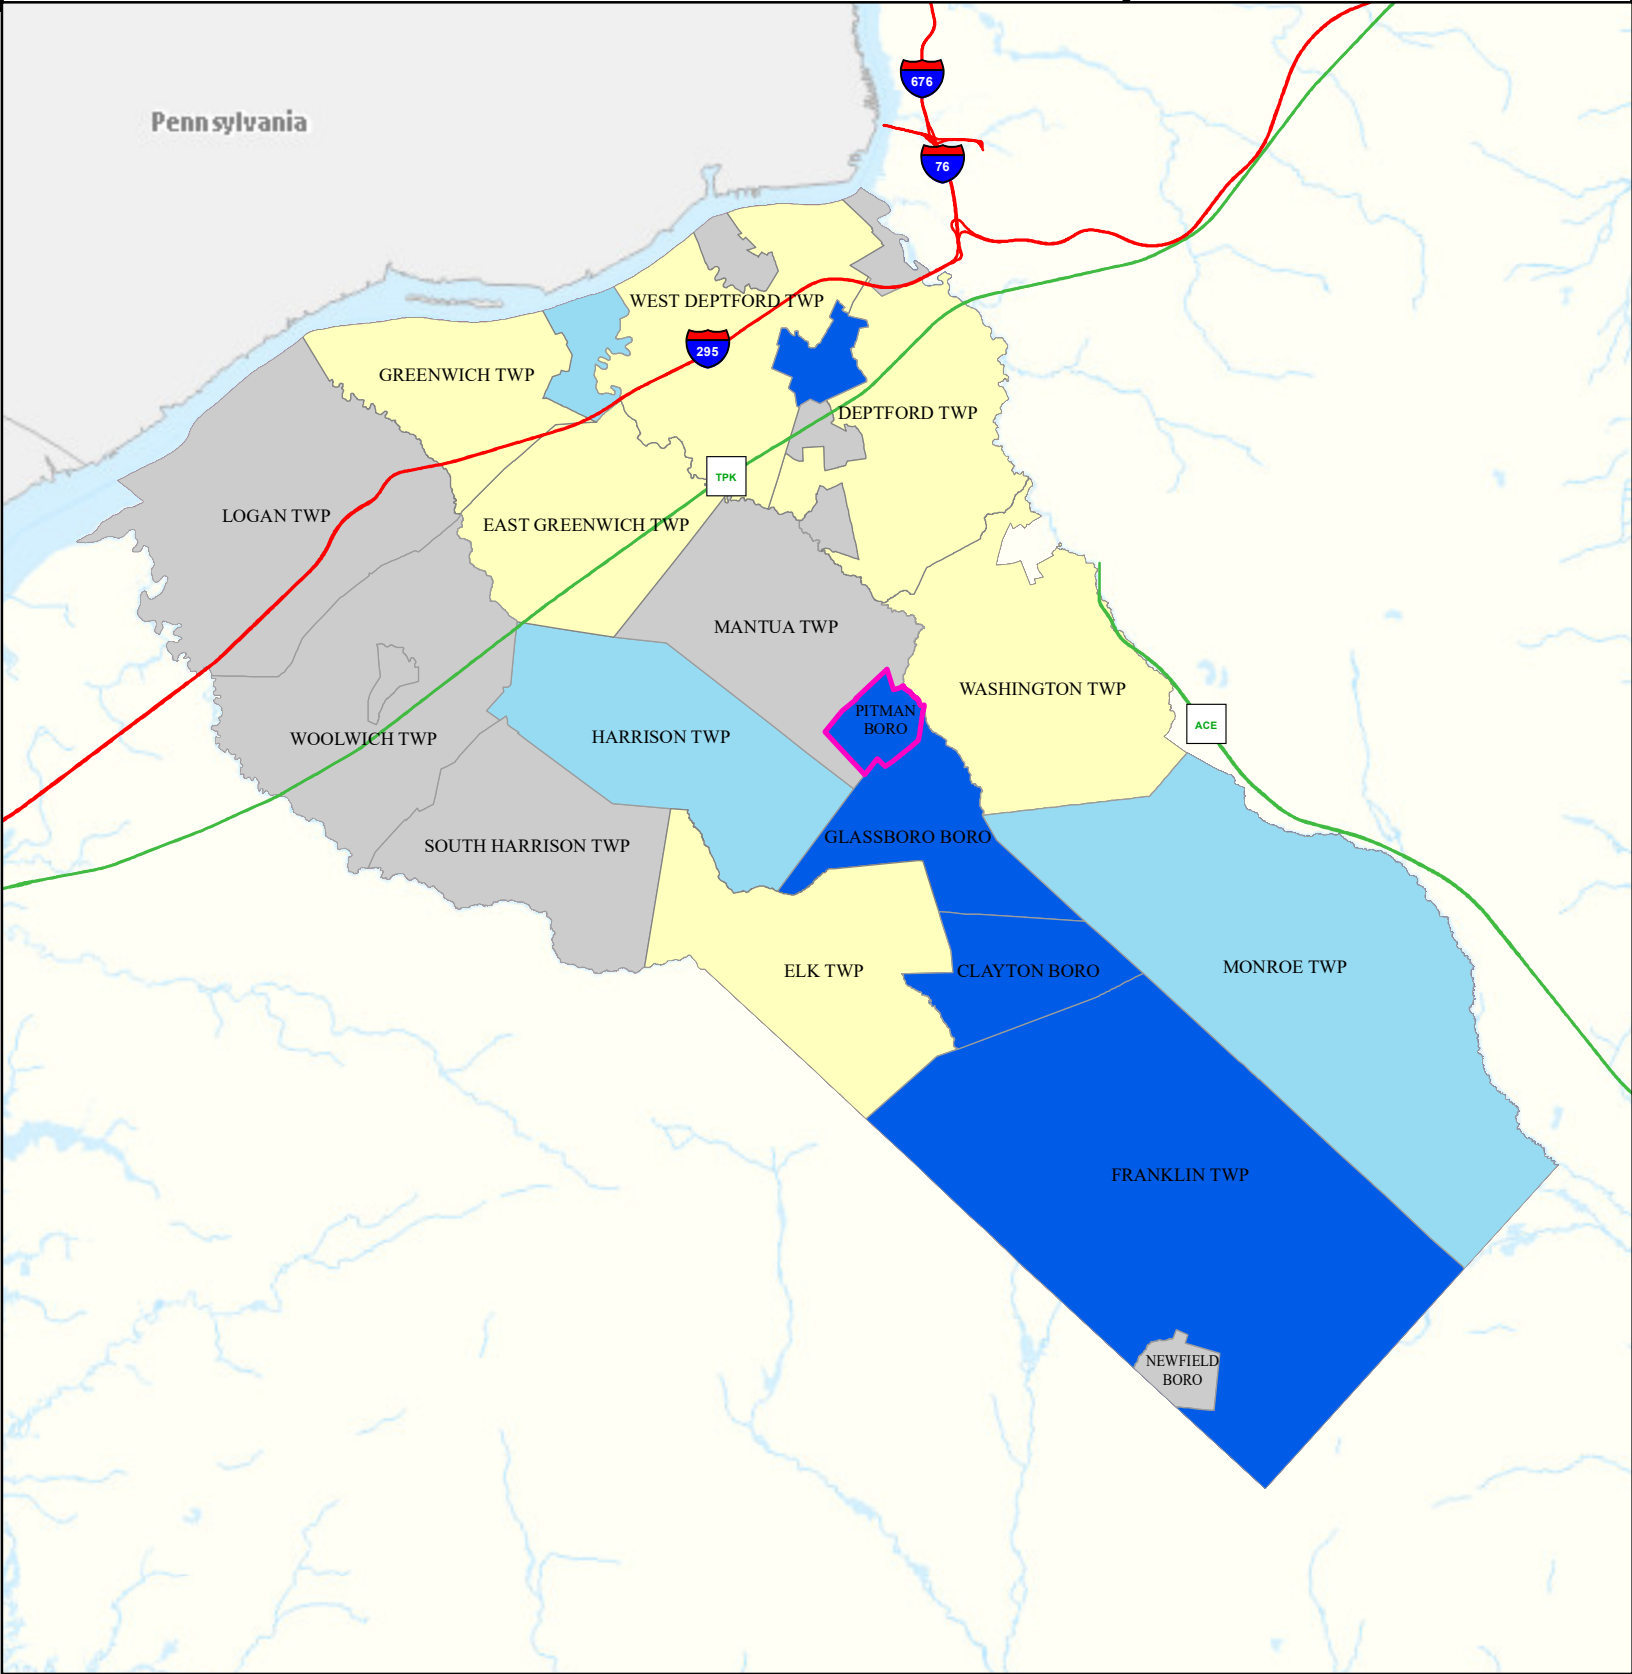 676
Pennsylvania
76
WEST DEPTFORD TWP
295
GREENWICH TWP
DEPTFORD TWP
TPK
LOGAN TWP
EAST GREENWICH TWP
MANTUA TWP
WASHINGTON TWP
PITMAN
BORO
ACE
HARRISON TWP
WOOLWICH TWP
GLASSBORO BORO
SOUTH HARRISON TWP
ELK TWP
CLAYTON BORO
MONROE TWP
FRANKLIN TWP
NEWFIELD
BORO